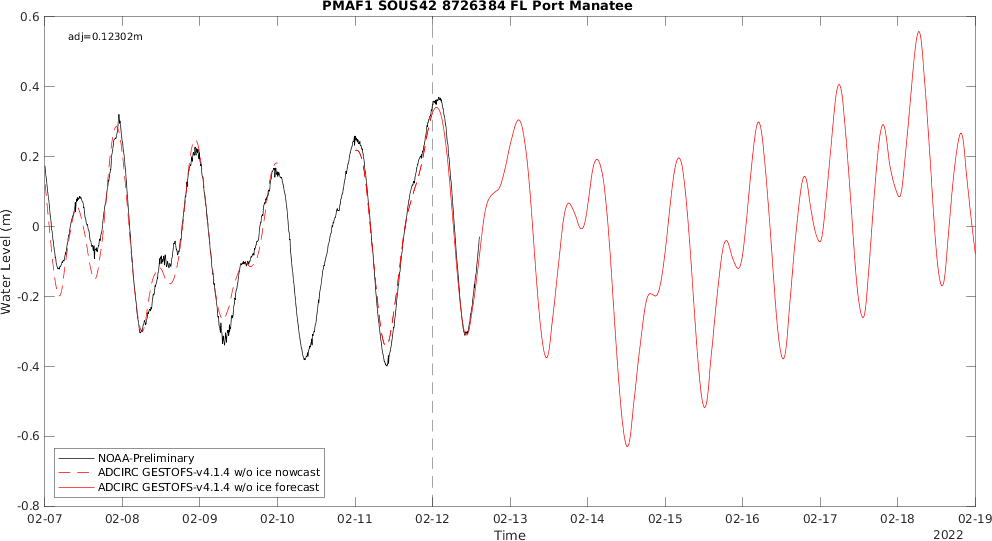 PMAF1 SOUS42 8726384 FL Port Manatee
adj=0.12302m
0.6
0.4
0.2
0
-0.2
-0.4
-0.6
-0.8
Water Level (m)
NOAA-Preliminary
ADCIRC GESTOFS-v4.1.4 w/o ice nowcast
ADCIRC GESTOFS-v4.1.4 w/o ice forecast
02-07 02-08 02-09 02-10 02-11 02-12 02-13 02-14 02-15 02-16 02-17 02-18 02-19
Time
2022